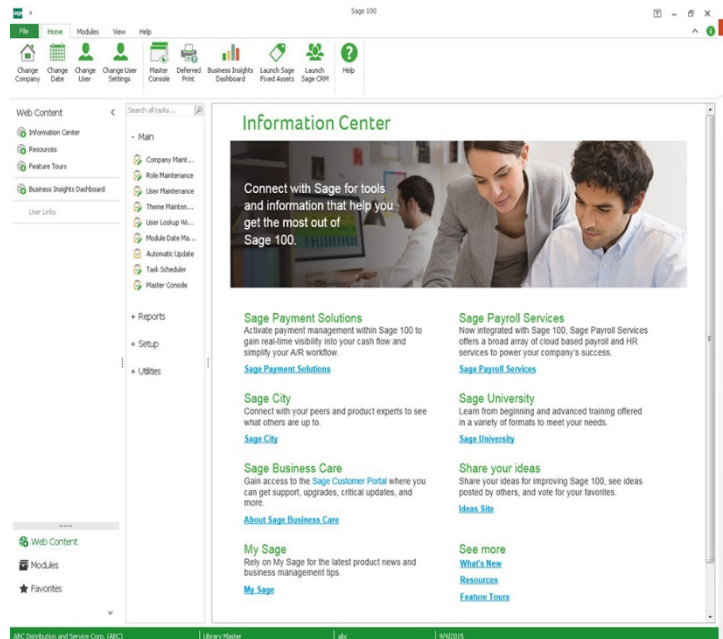 sage
Sage 100
File Home Modules View Help
Change Company
Change Date
Change User
Change User Settings
Master Console
Deferred Print
Business Insights Dashboard
Launch Sage Fixed Assets
Launch Sage CRM
Help
Web Content
Information Center
Resources
Feature Tours
Business Insights Dashboard
User Links
Web Content
Modules
Favorites
Search all tasks...
- Main
Company Maint...
Role Maintenance
User Maintenance
Theme Mainten...
User Lookup Wi...
Module Date Ma...
Automatic Update
Task Scheduler
Master Console
+ Reports
+ Setup
+ Utilities
Information Center
Connect with Sage for tools
and information that help you
get the most out of
Sage 100.
Sage Payment Solutions
Activate payment management within Sage 100 to
gain real-time visibility into your cash flow and
simplify your A/R workflow.
Sage Payment Solutions
Sage Payroll Services
Now integrated with Sage 100, Sage Payroll Services
offers a broad array of cloud based payroll and HR
services to power your company's success.
Sage Payroll Services
Sage City
Connect with your peers and product experts to see
what others are up to.
Sage City
Sage University
Learn from beginning and advanced training offered
in a variety of formats to meet your needs.
Sage University
Sage Business Care
Gain access to the Sage Customer Portal where you
can get support, upgrades, critical updates, and
more.
About Sage Business Care
Share your ideas
Share your ideas for improving Sage 100, see ideas
posted by others, and vote for your favorites.
Ideas Site
My Sage
Rely on My Sage for the latest product news and
business management tips.
My Sage
See more
What's New
Resources
Feature Tours
ABC Distribution and Service Corp. (ABC) Library Master abc 9/9/2015